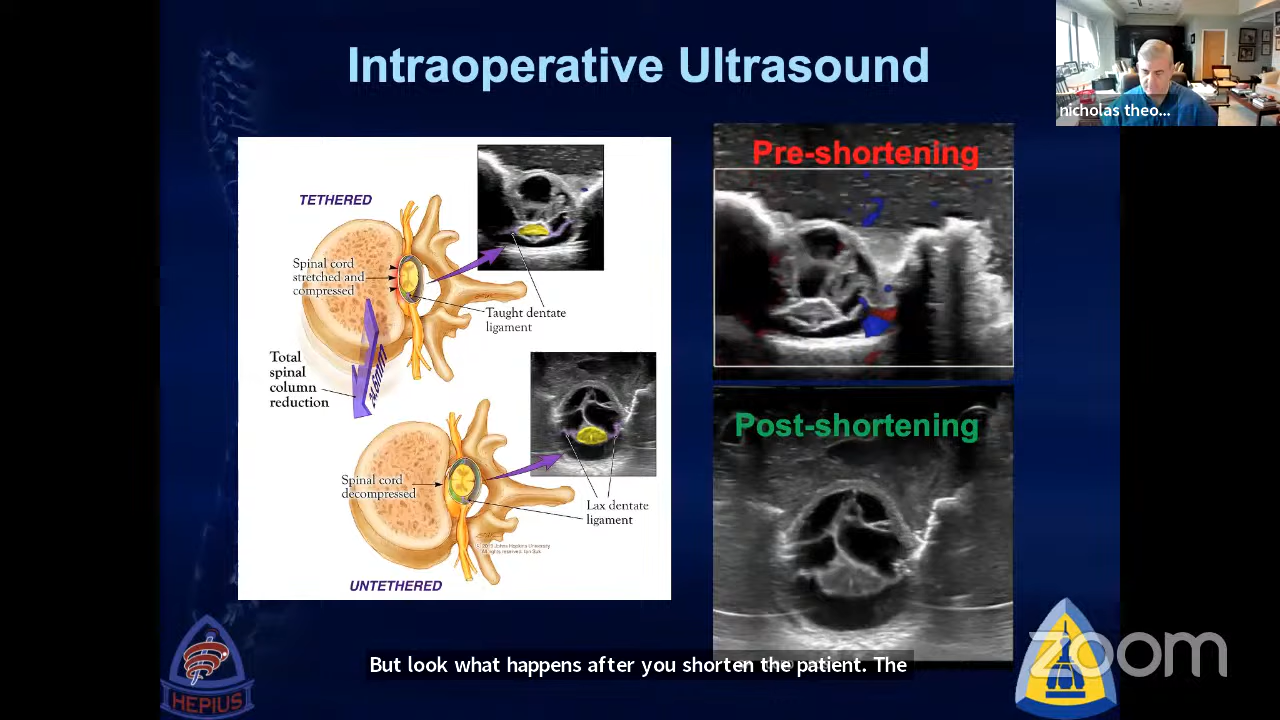 Intraoperative Ultrasound
nicholas theo...
Pre-shortening
TETHERED
Spinal cord
stretched and
compressed
Taught dentate
ligament
Total
spinal
column
reduction
Post-shortening
Spinal cord
decompressed
Lax dentate
ligament
UNTETHERED
zoom
But look what happens after you shorten the patient. The
HEPIUS